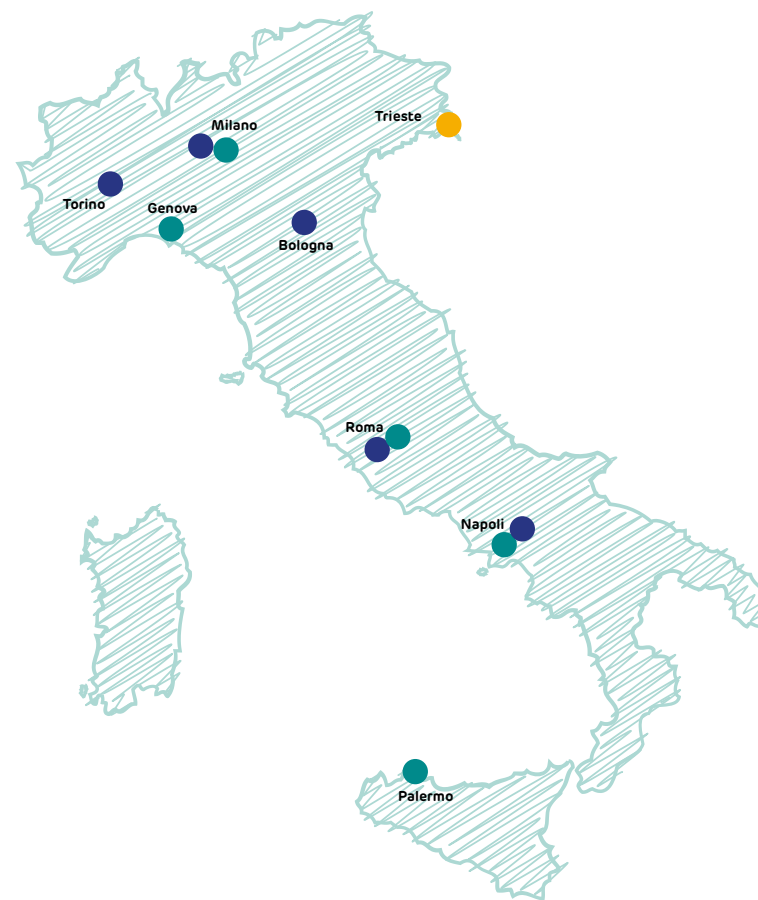 Trieste
Milano
Torino
Genova
Bologna
Roma
Napoli
Palermo